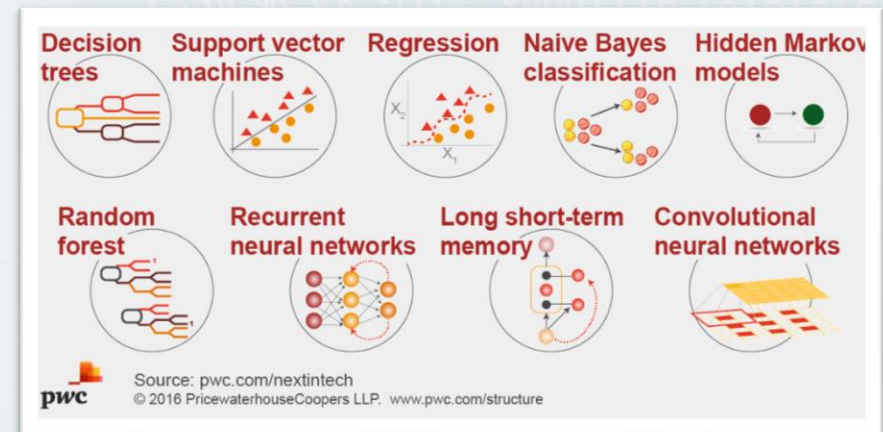 Decision trees
Support vector machines
Regression
Naive Bayes classification
Hidden Markov models
X2
X1
Random forest
1
1
Recurrent neural networks
Long short-term memory
Convolutional neural networks
pwc
Source: pwc.com/nextintech
© 2016 PricewaterhouseCoopers LLP. www.pwc.com/structure